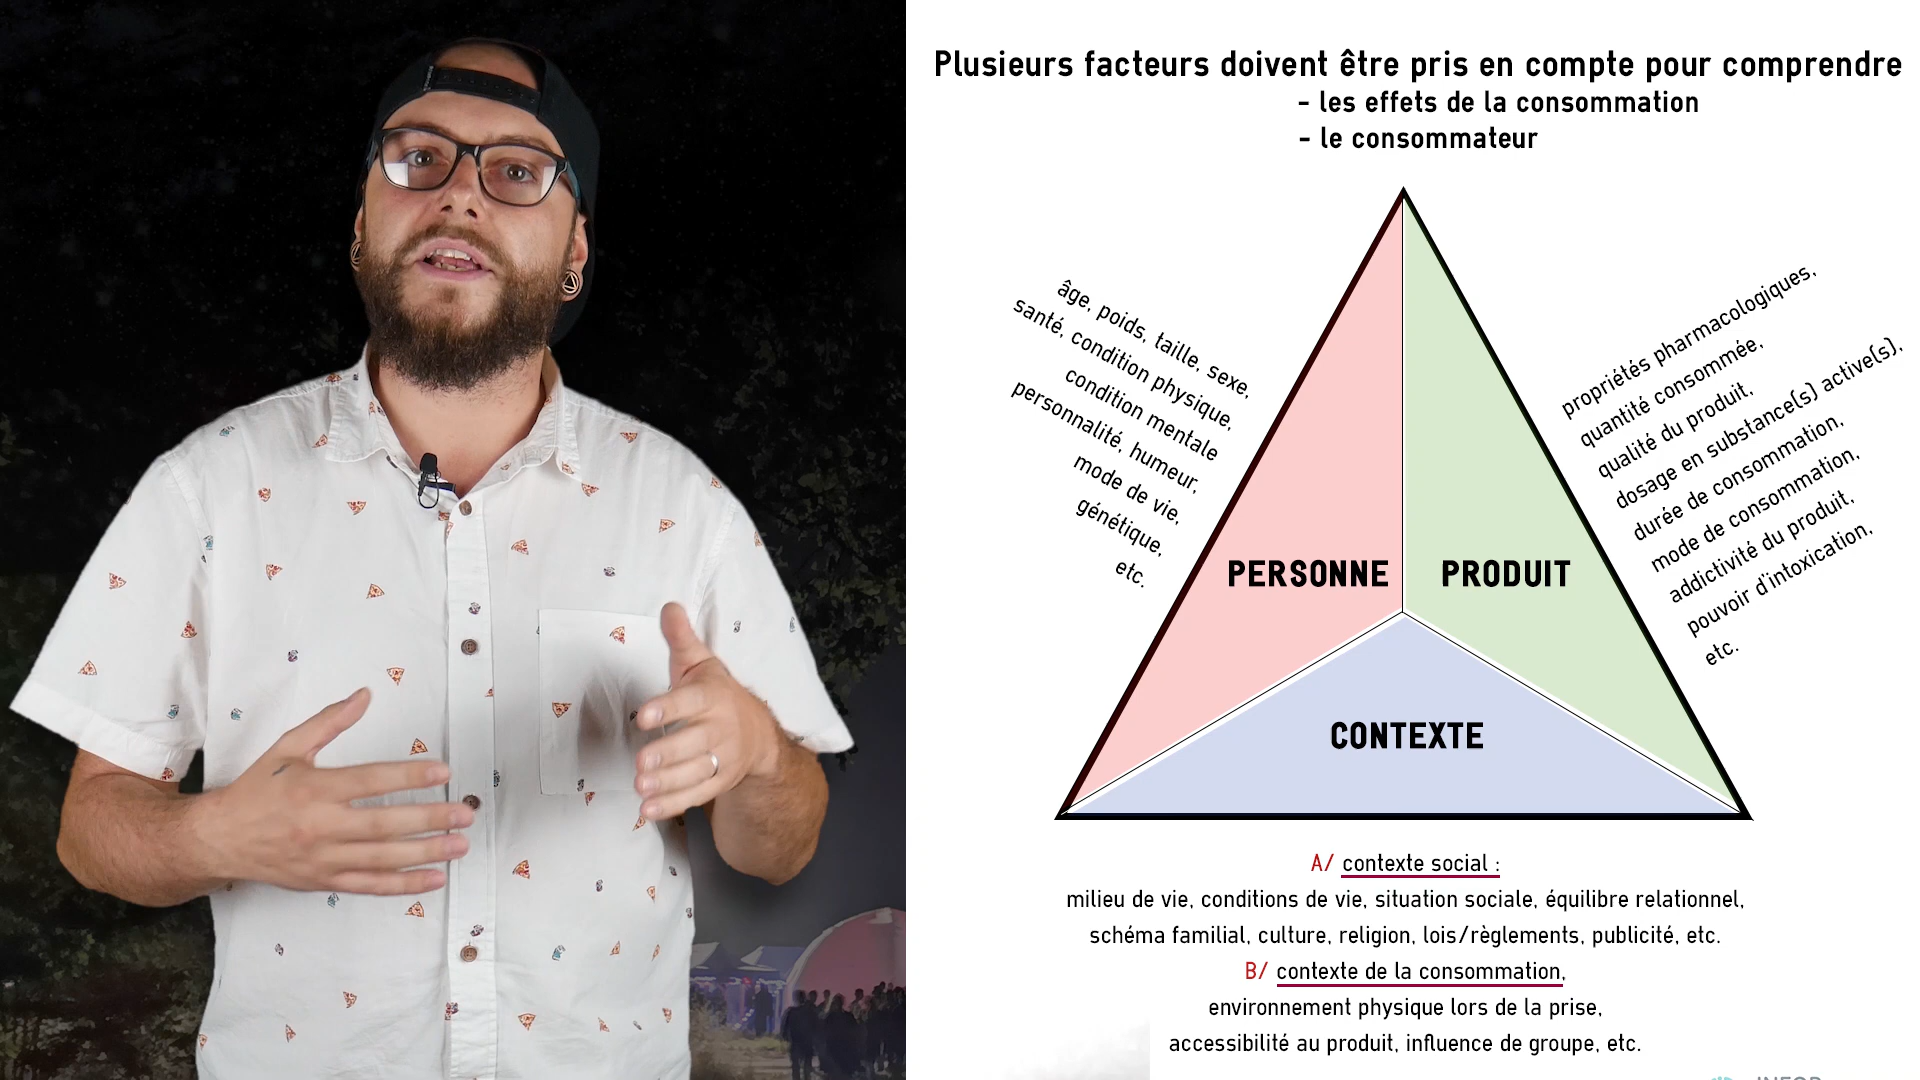 Plusieurs facteurs doivent être pris en compte pour comprendre
- les effets de la consommation
- le consommateur
âge, poids, taille, sexe,
santé, condition physique,
condition mentale
personnalité, humeur,
mode de vie,
génétique,
etc.
propriétés pharmacologiques,
quantité consommée,
qualité du produit,
dosage en substance(s) active(s),
durée de consommation,
mode de consommation,
addictivité du produit,
pouvoir d'intoxication,
etc.
PERSONNE
PRODUIT
CONTEXTE
A/ contexte social :
milieu de vie, conditions de vie, situation sociale, équilibre relationnel,
schéma familial, culture, religion, lois/règlements, publicité, etc.
B/ contexte de la consommation,
environnement physique lors de la prise,
accessibilité au produit, influence de groupe, etc.